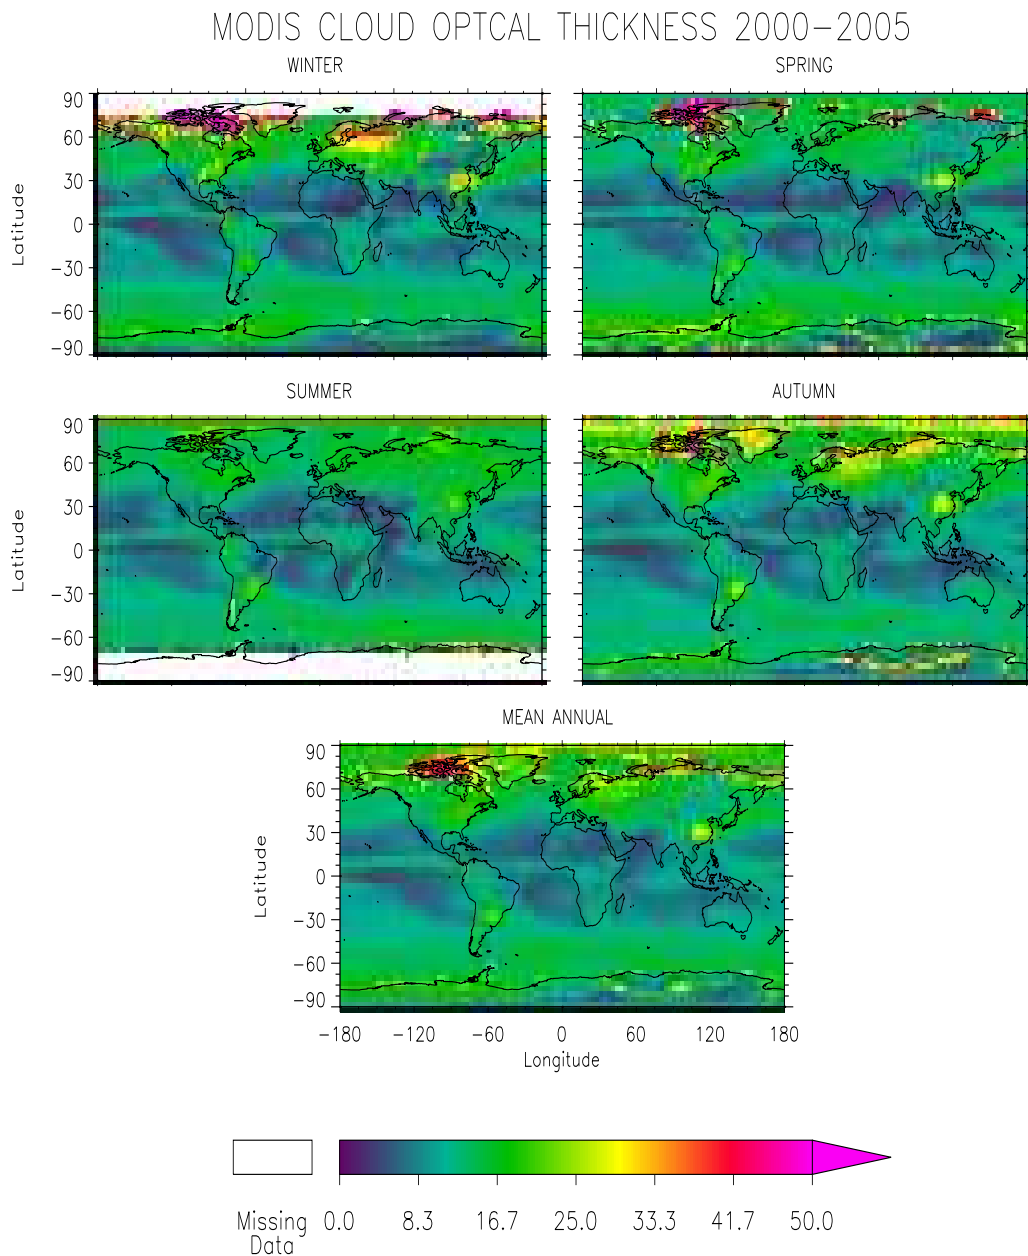 MODIS CLOUD OPTCAL THICKNESS 2000-2005
WINTER
SPRING
90
60
30
0
-30
-60
-90
Latitude
SUMMER
AUTUMN
90
60
30
0
-30
-60
-90
Latitude
MEAN ANNUAL
90
60
30
0
-30
-60
-90
Latitude
-180 -120 -60 0 60 120 180
Longitude
Missing Data
0.0 8.3 16.7 25.0 33.3 41.7 50.0